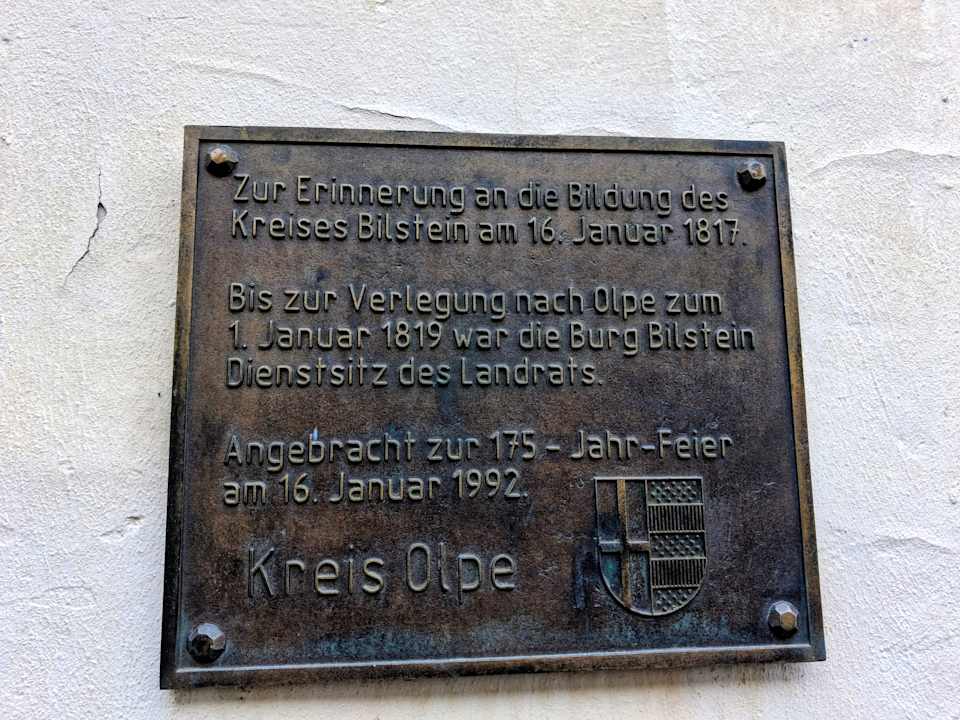 Zur Erinnerung an die Bildung des
Kreises Bilstein am 16. Januar 1817.
Bis zur Verlegung nach Olpe zum
1. Januar 1819 war die Burg Bilstein
Dienstsitz des Landrats.
Angebracht zur 175 - Jahr-Feier
am 16. Januar 1992.
Kreis Olpe